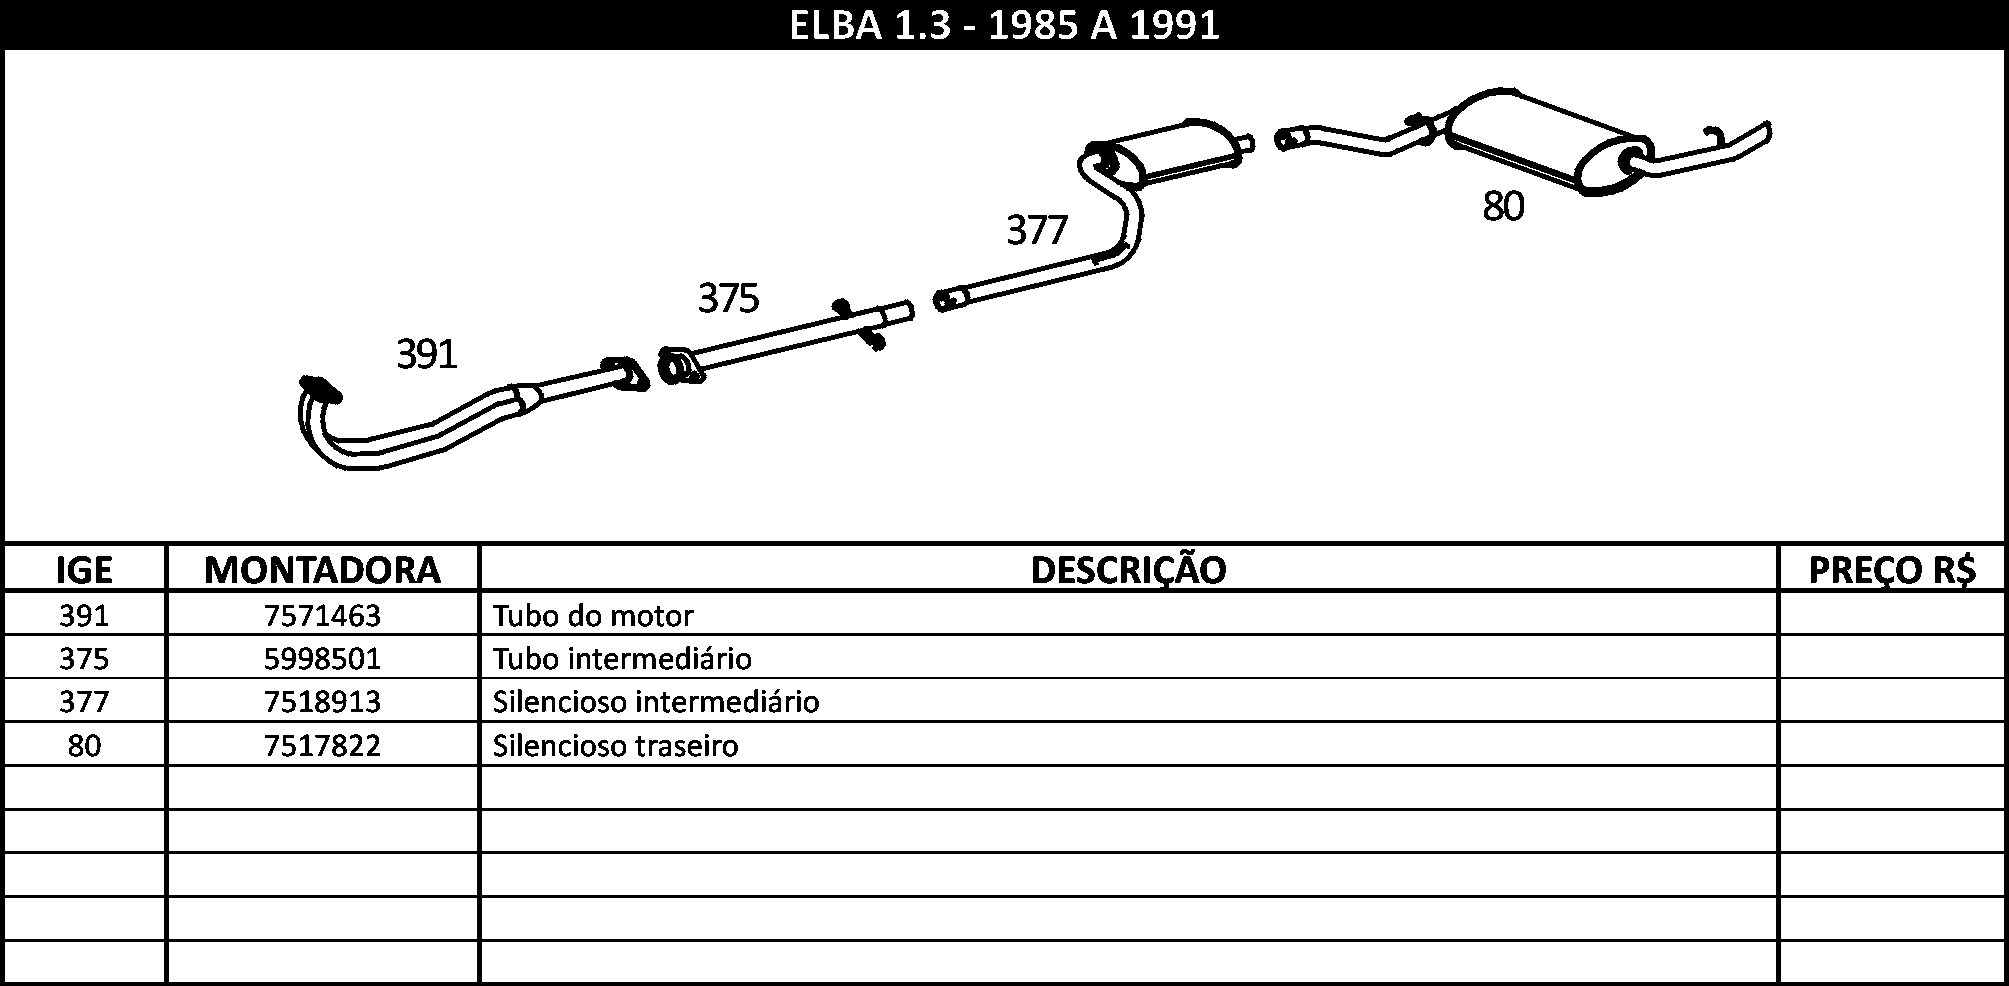 ELBA 1.3 - 1985 A 1991
80
377
375
391
IGE MONTADORA DESCRIÇÃO PREÇO R$
391 7571463 Tubo do motor
375 5998501 Tubo intermediário
377 7518913 Silencioso intermediário
80 7517822 Silencioso traseiro